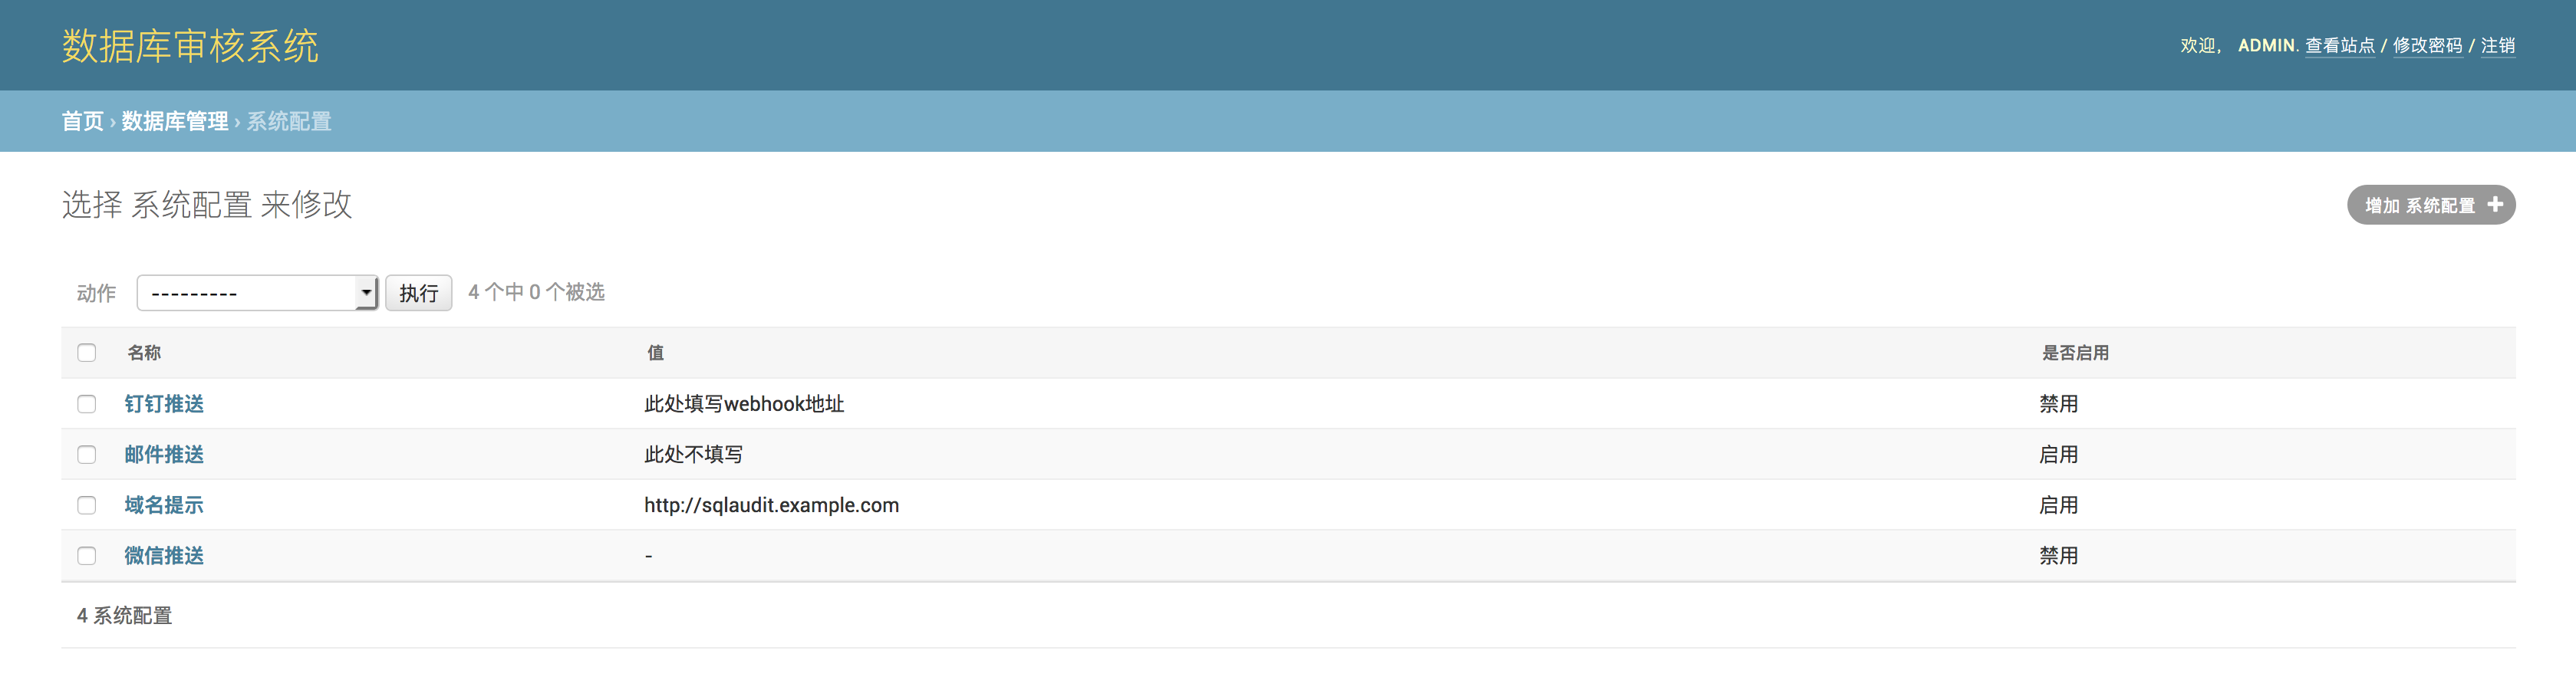 数据库审核系统
欢迎, ADMIN. 查看站点 / 修改密码 / 注销
首页 › 数据库管理 › 系统配置
选择 系统配置 来修改
增加 系统配置 +
动作 --------- 执行 4 个中 0 个被选
名称 值 是否启用
钉钉推送 此处填写webhook地址 禁用
邮件推送 此处不填写 启用
域名提示 http://sqlaudit.example.com 启用
微信推送 - 禁用
4 系统配置